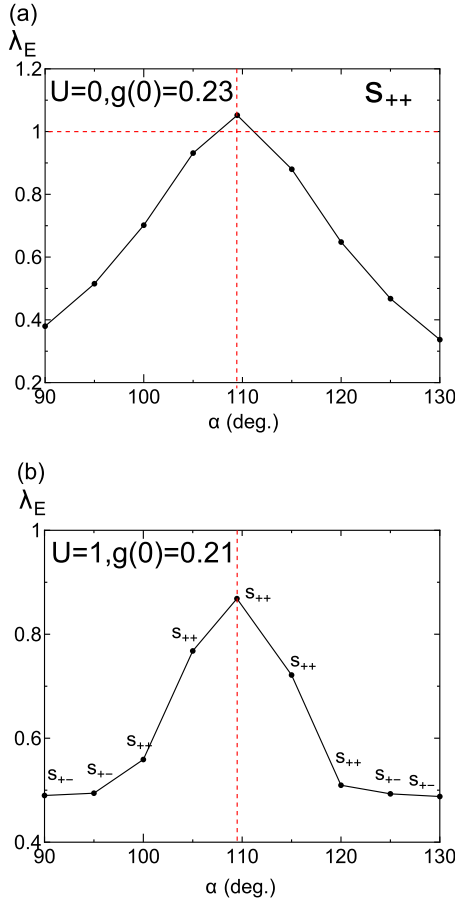 (a)
λE
1.2
U=0,g(0)=0.23
S++
1
0.8
0.6
0.4
0.2
90
100
110
120
130
α (deg.)
(b)
λE
1
U=1,g(0)=0.21
s++
s++
0.8
s++
s++
0.6
s+−
s+−
s++
s+−
s+−
0.4
90
100
110
120
130
α (deg.)